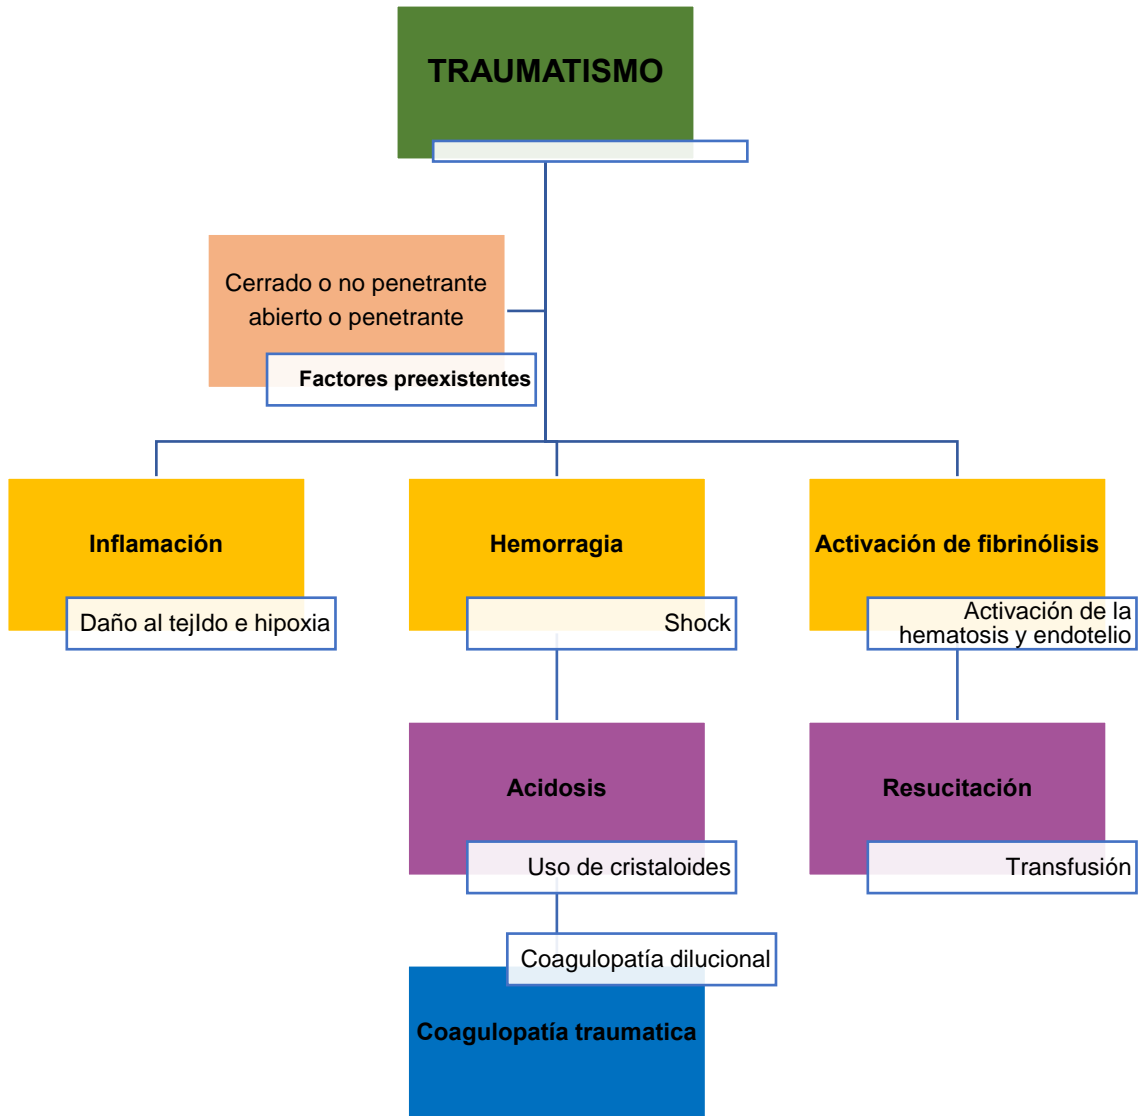 TRAUMATISMO
Cerrado o no penetrante
abierto o penetrante
Factores preexistentes
Inflamación
Daño al tejIdo e hipoxia
Hemorragia
Shock
Activación de fibrinólisis
Activación de la
hematosis y endotelio
Acidosis
Uso de cristaloides
Resucitación
Transfusión
Coagulopatía dilucional
Coagulopatía traumatica